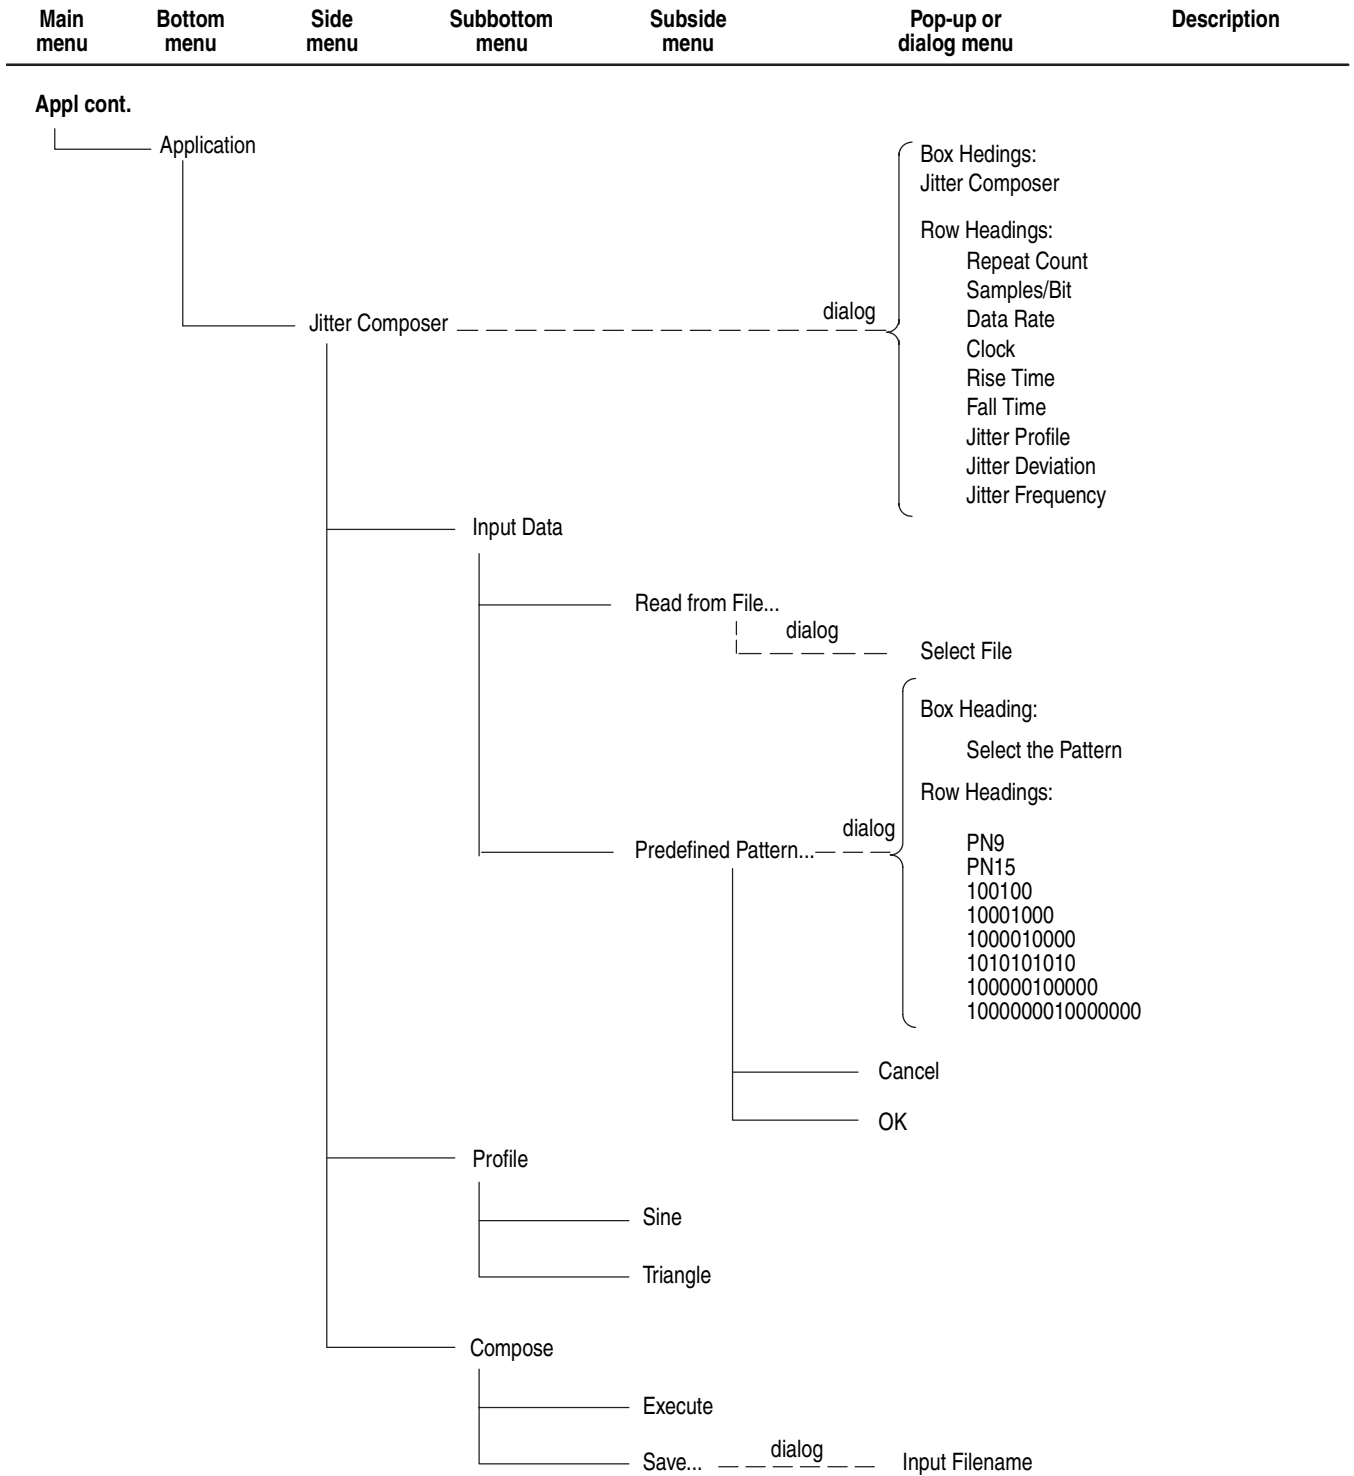 Main menu
Bottom menu
Side menu
Subbottom menu
Subside menu
Pop-up or dialog menu
Description
Appl cont.
Application
Box Hedings:
Jitter Composer
Row Headings:
Repeat Count
Samples/Bit
Data Rate
Clock
Rise Time
Fall Time
Jitter Profile
Jitter Deviation
Jitter Frequency
Jitter Composer
dialog
Input Data
Read from File...
dialog
Select File
Box Heading:
Select the Pattern
Row Headings:
PN9
PN15
100100
10001000
1000010000
1010101010
100000100000
1000000010000000
Predefined Pattern...
dialog
Cancel
OK
Profile
Sine
Triangle
Compose
Execute
Save...
dialog
Input Filename